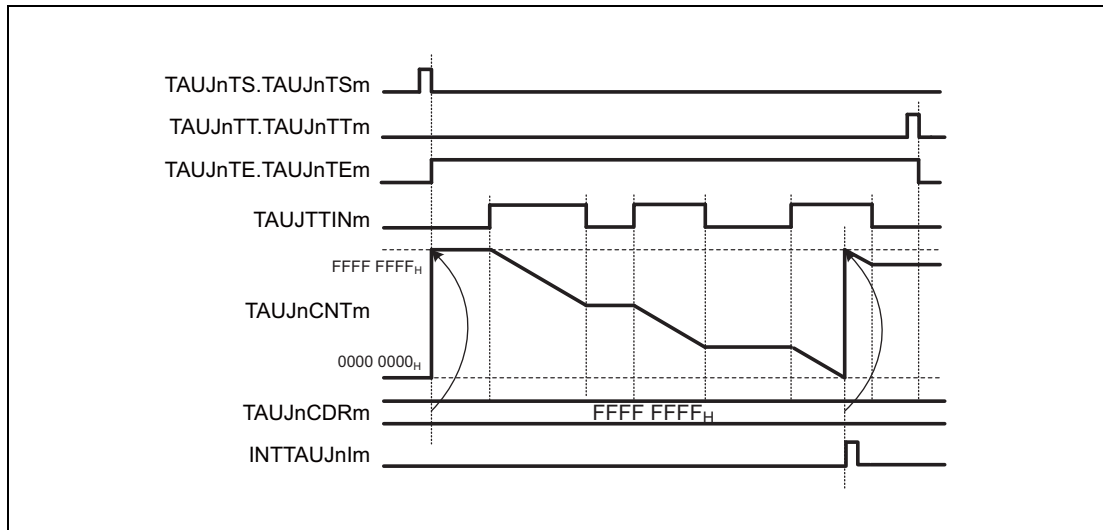 TAUJnTS.TAUJnTSm
TAUJnTT.TAUJnTTm
TAUJnTE.TAUJnTEm
TAUJTTINm
FFFF FFFFH
TAUJnCNTm
0000 0000H
TAUJnCDRm
FFFF FFFFH
INTTAUJnIm